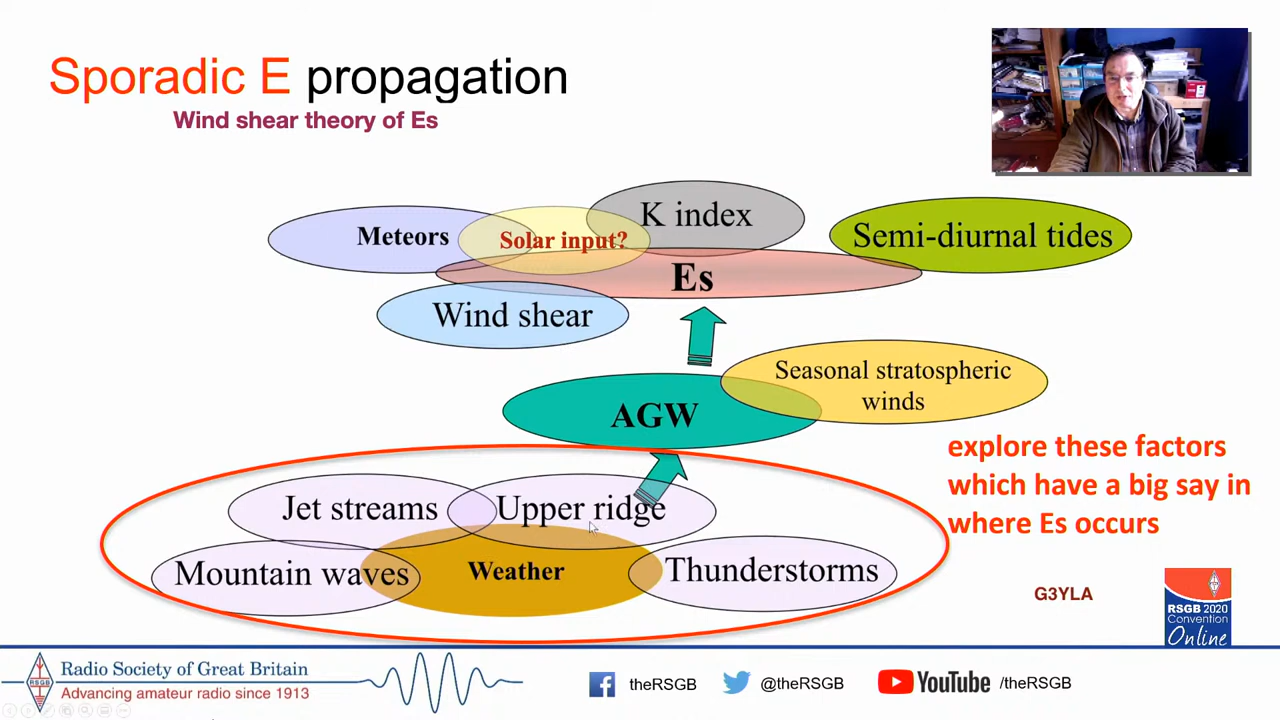 Sporadic E propagation
Wind shear theory of Es
K index
Meteors
Solar input?
Semi-diurnal tides
Es
Wind shear
Seasonal stratospheric
winds
AGW
explore these factors
which have a big say in
where Es occurs
Jet streams
Upper ridge
Mountain waves
Weather
Thunderstorms
G3YLA
RSGB 2020
Convention
Online
RSGB
Radio Society of Great Britain
Advancing amateur radio since 1913
theRSGB
@theRSGB
YouTube /theRSGB